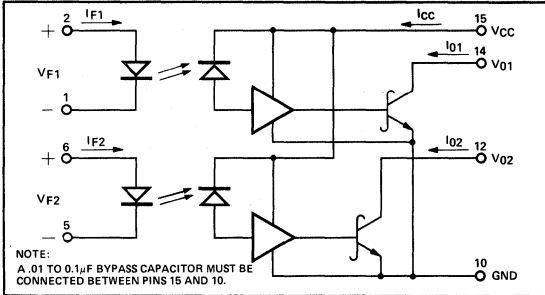 2 IF1
+
VF1
1
−
ICC 15
VCC
I01 14
V01
6 IF2
+
VF2
5
−
I02 12
V02
10
GND
NOTE:
A .01 TO 0.1µF BYPASS CAPACITOR MUST BE
CONNECTED BETWEEN PINS 15 AND 10.